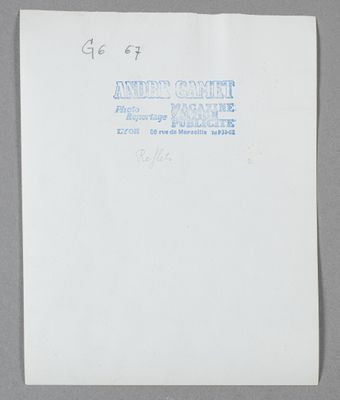 G6 67
ANDRE GAMET
Photo Reportage
MAGAZINE
PUBLICITE
LYON 50 rue de Marseille
Reflets